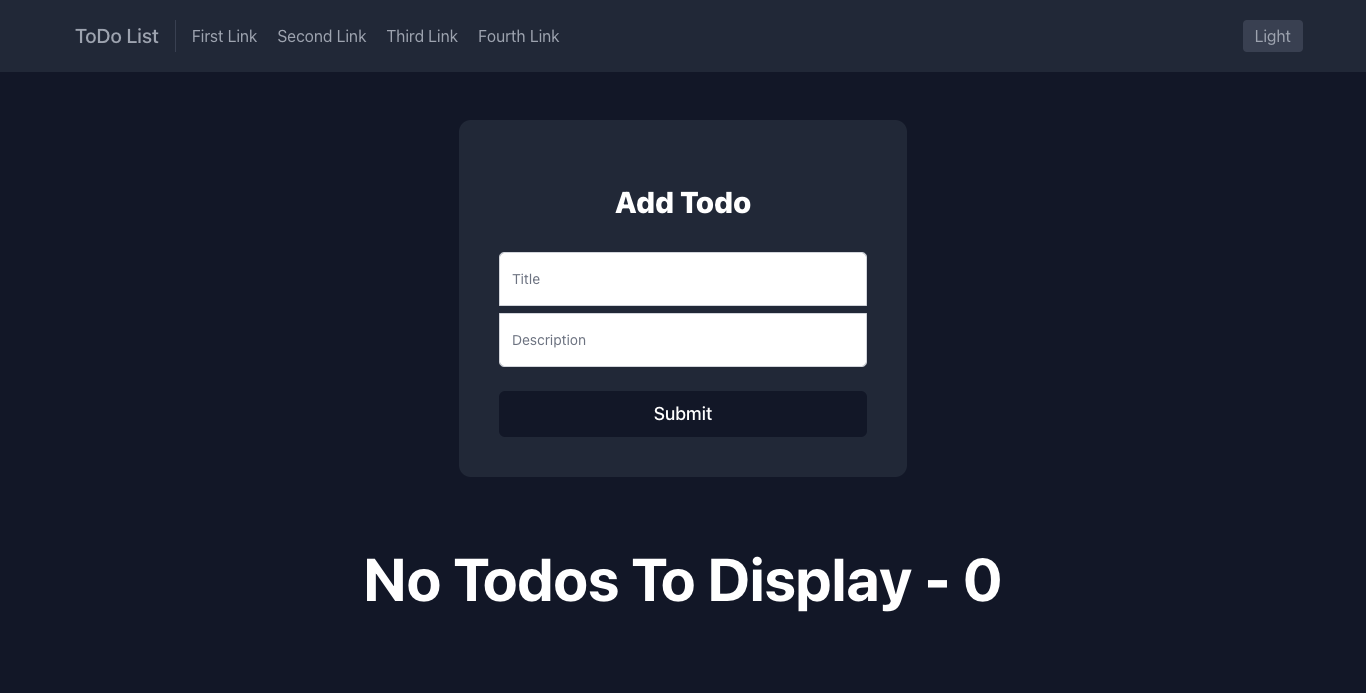 ToDo List First Link Second Link Third Link Fourth Link Light
Add Todo
Title
Description
Submit
No Todos To Display - 0